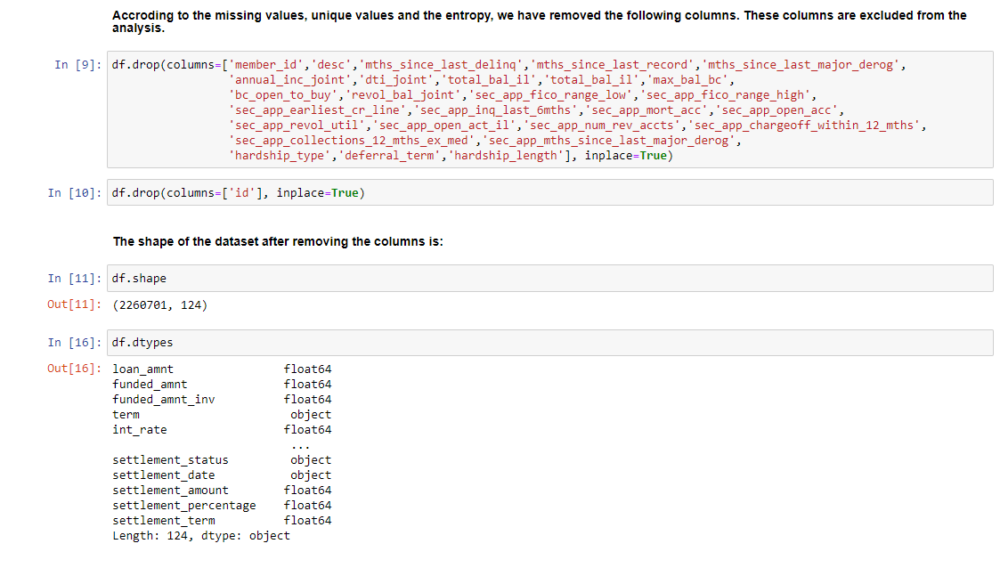 Accroding to the missing values, unique values and the entropy, we have removed the following columns. These columns are excluded from the
analysis.
In [9]: df.drop(columns=['member_id','desc','mths_since_last_delinq','mths_since_last_record','mths_since_last_major_derog',
'annual_inc_joint','dti_joint','total_bal_il','total_bal_il','max_bal_bc',
'bc_open_to_buy','revol_bal_joint','sec_app_fico_range_low','sec_app_fico_range_high',
'sec_app_earliest_cr_line','sec_app_inq_last_6mths','sec_app_mort_acc','sec_app_open_acc',
'sec_app_revol_util','sec_app_open_act_il','sec_app_num_rev_accts','sec_app_chargeoff_within_12_mths',
'sec_app_collections_12_mths_ex_med','sec_app_mths_since_last_major_derog',
'hardship_type','deferral_term','hardship_length'], inplace=True)
In [10]: df.drop(columns=['id'], inplace=True)
The shape of the dataset after removing the columns is:
In [11]: df.shape
Out[11]: (2260701, 124)
In [16]: df.dtypes
Out[16]: loan_amnt float64
funded_amnt float64
funded_amnt_inv float64
term object
int_rate float64
...
settlement_status object
settlement_date object
settlement_amount float64
settlement_percentage float64
settlement_term float64
Length: 124, dtype: object